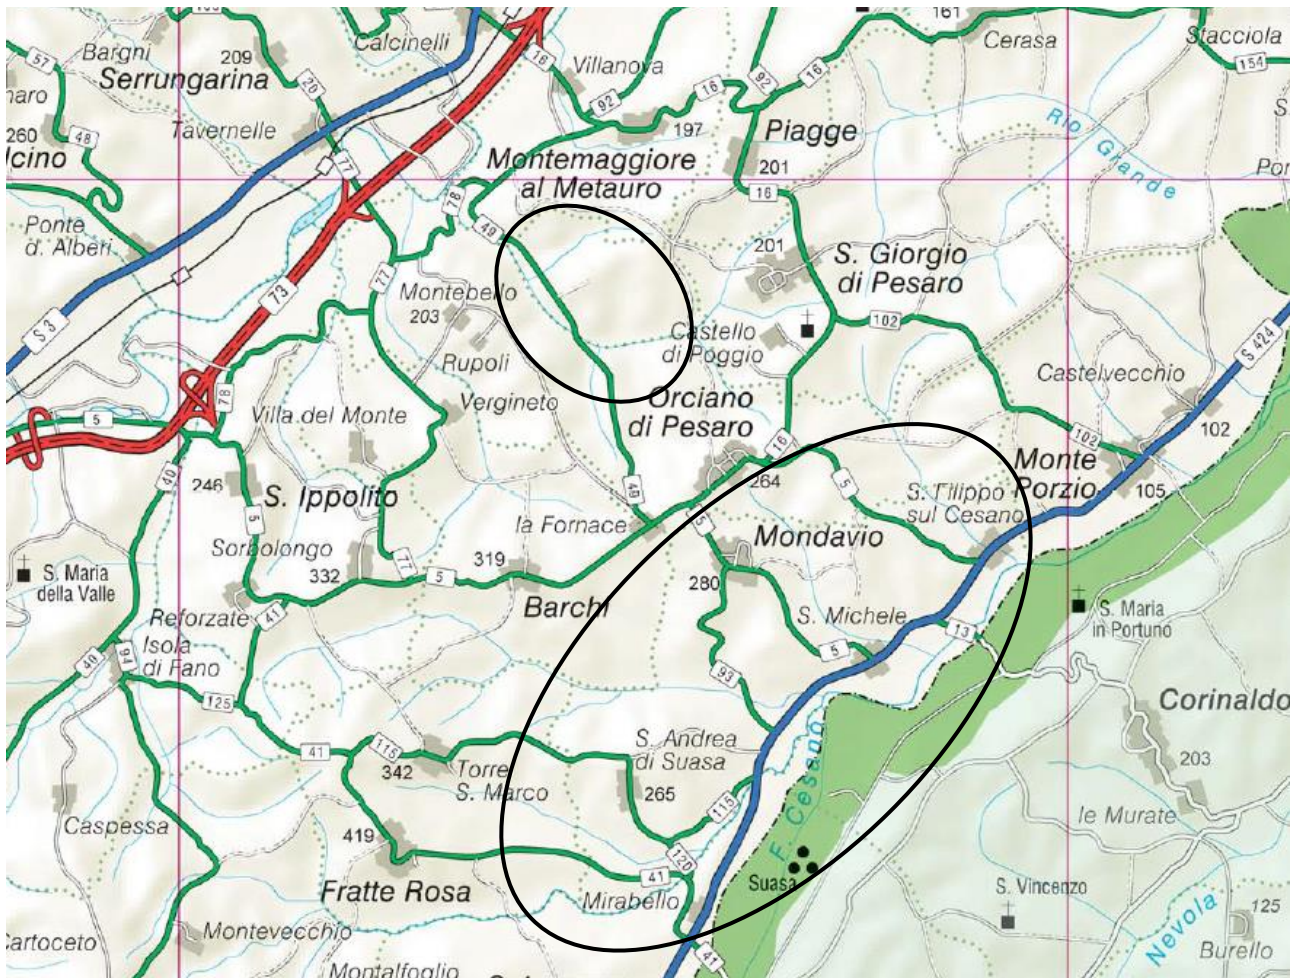 161
Bargni
Calcinelli
Cerasa
Stacciola
57
209
16
Villanova
154
Serrungarina
20
92
16
92
16
naro
260
48
Tavernelle
197
Piagge
Rio Grande
lcino
77
Montemaggiore
al Metauro
201
16
Ponte
d. Alberi
78
49
201
S. Giorgio
di Pesaro
77
73
Montebello
203
Castello
di Poggio
102
S 3
Rupoli
S 424
Castelvecchio
78
5
Villa del Monte
Vergineto
Orciano
di Pesaro
102
102
40
16
264
Monte
Porzio
105
246
S. Ippolito
49
5
S. Filippo
sul Cesano
5
la Fornace
5
Mondavio
Sorbolongo
332
77
5
319
280
S. Maria
della Valle
Barchi
S. Michele
S. Maria
in Portuno
Reforzate
41
13
Isola
di Fano
40
94
5
93
125
Corinaldo
41
115
342
Torre
S. Marco
S. Andrea
di Suasa
265
F. Cesano
203
115
Caspessa
419
120
le Murate
Fratte Rosa
41
Mirabello
Suasa
S. Vincenzo
Nevola
125
Cartoceto
Montevecchio
41
Burello
Montalfoglio